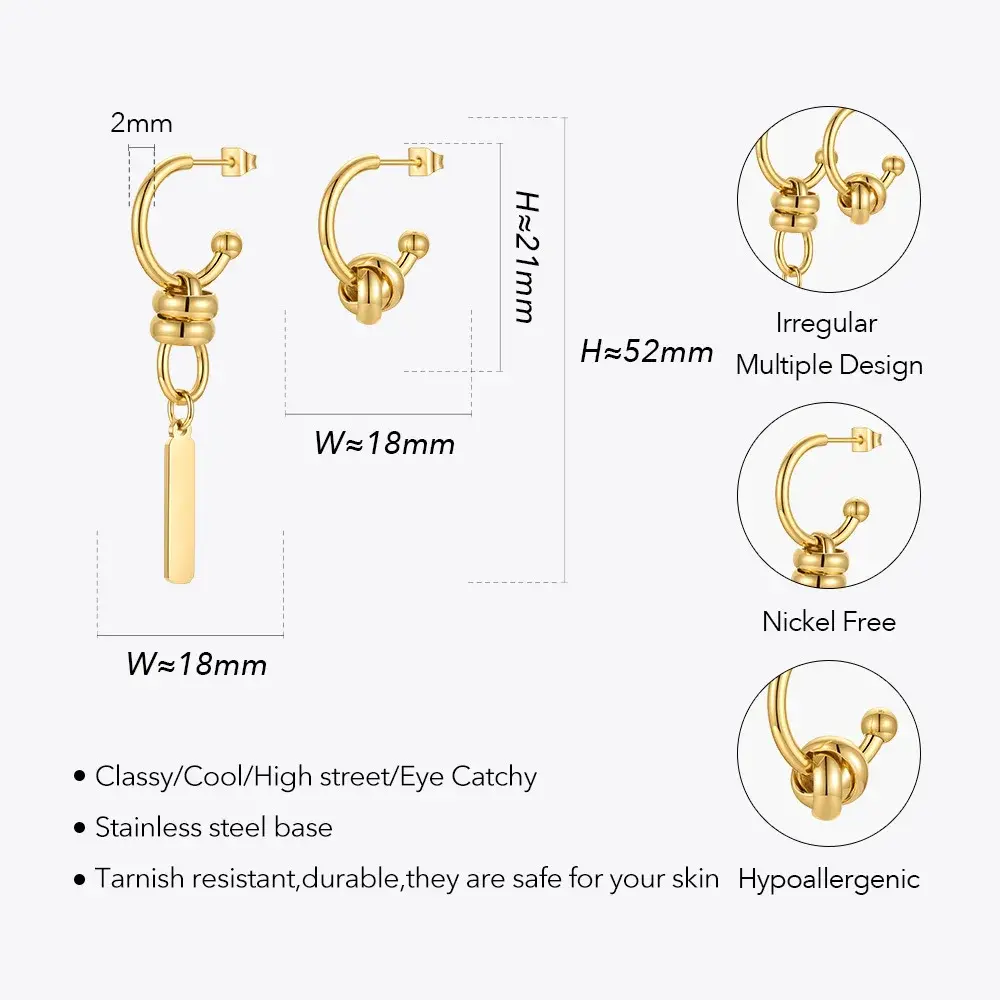 2mm
H≈21mm
H≈52mm
W≈18mm
W≈18mm
Irregular
Multiple Design
Nickel Free
Hypoallergenic
• Classy/Cool/High street/Eye Catchy
• Stainless steel base
• Tarnish resistant,durable,they are safe for your skin